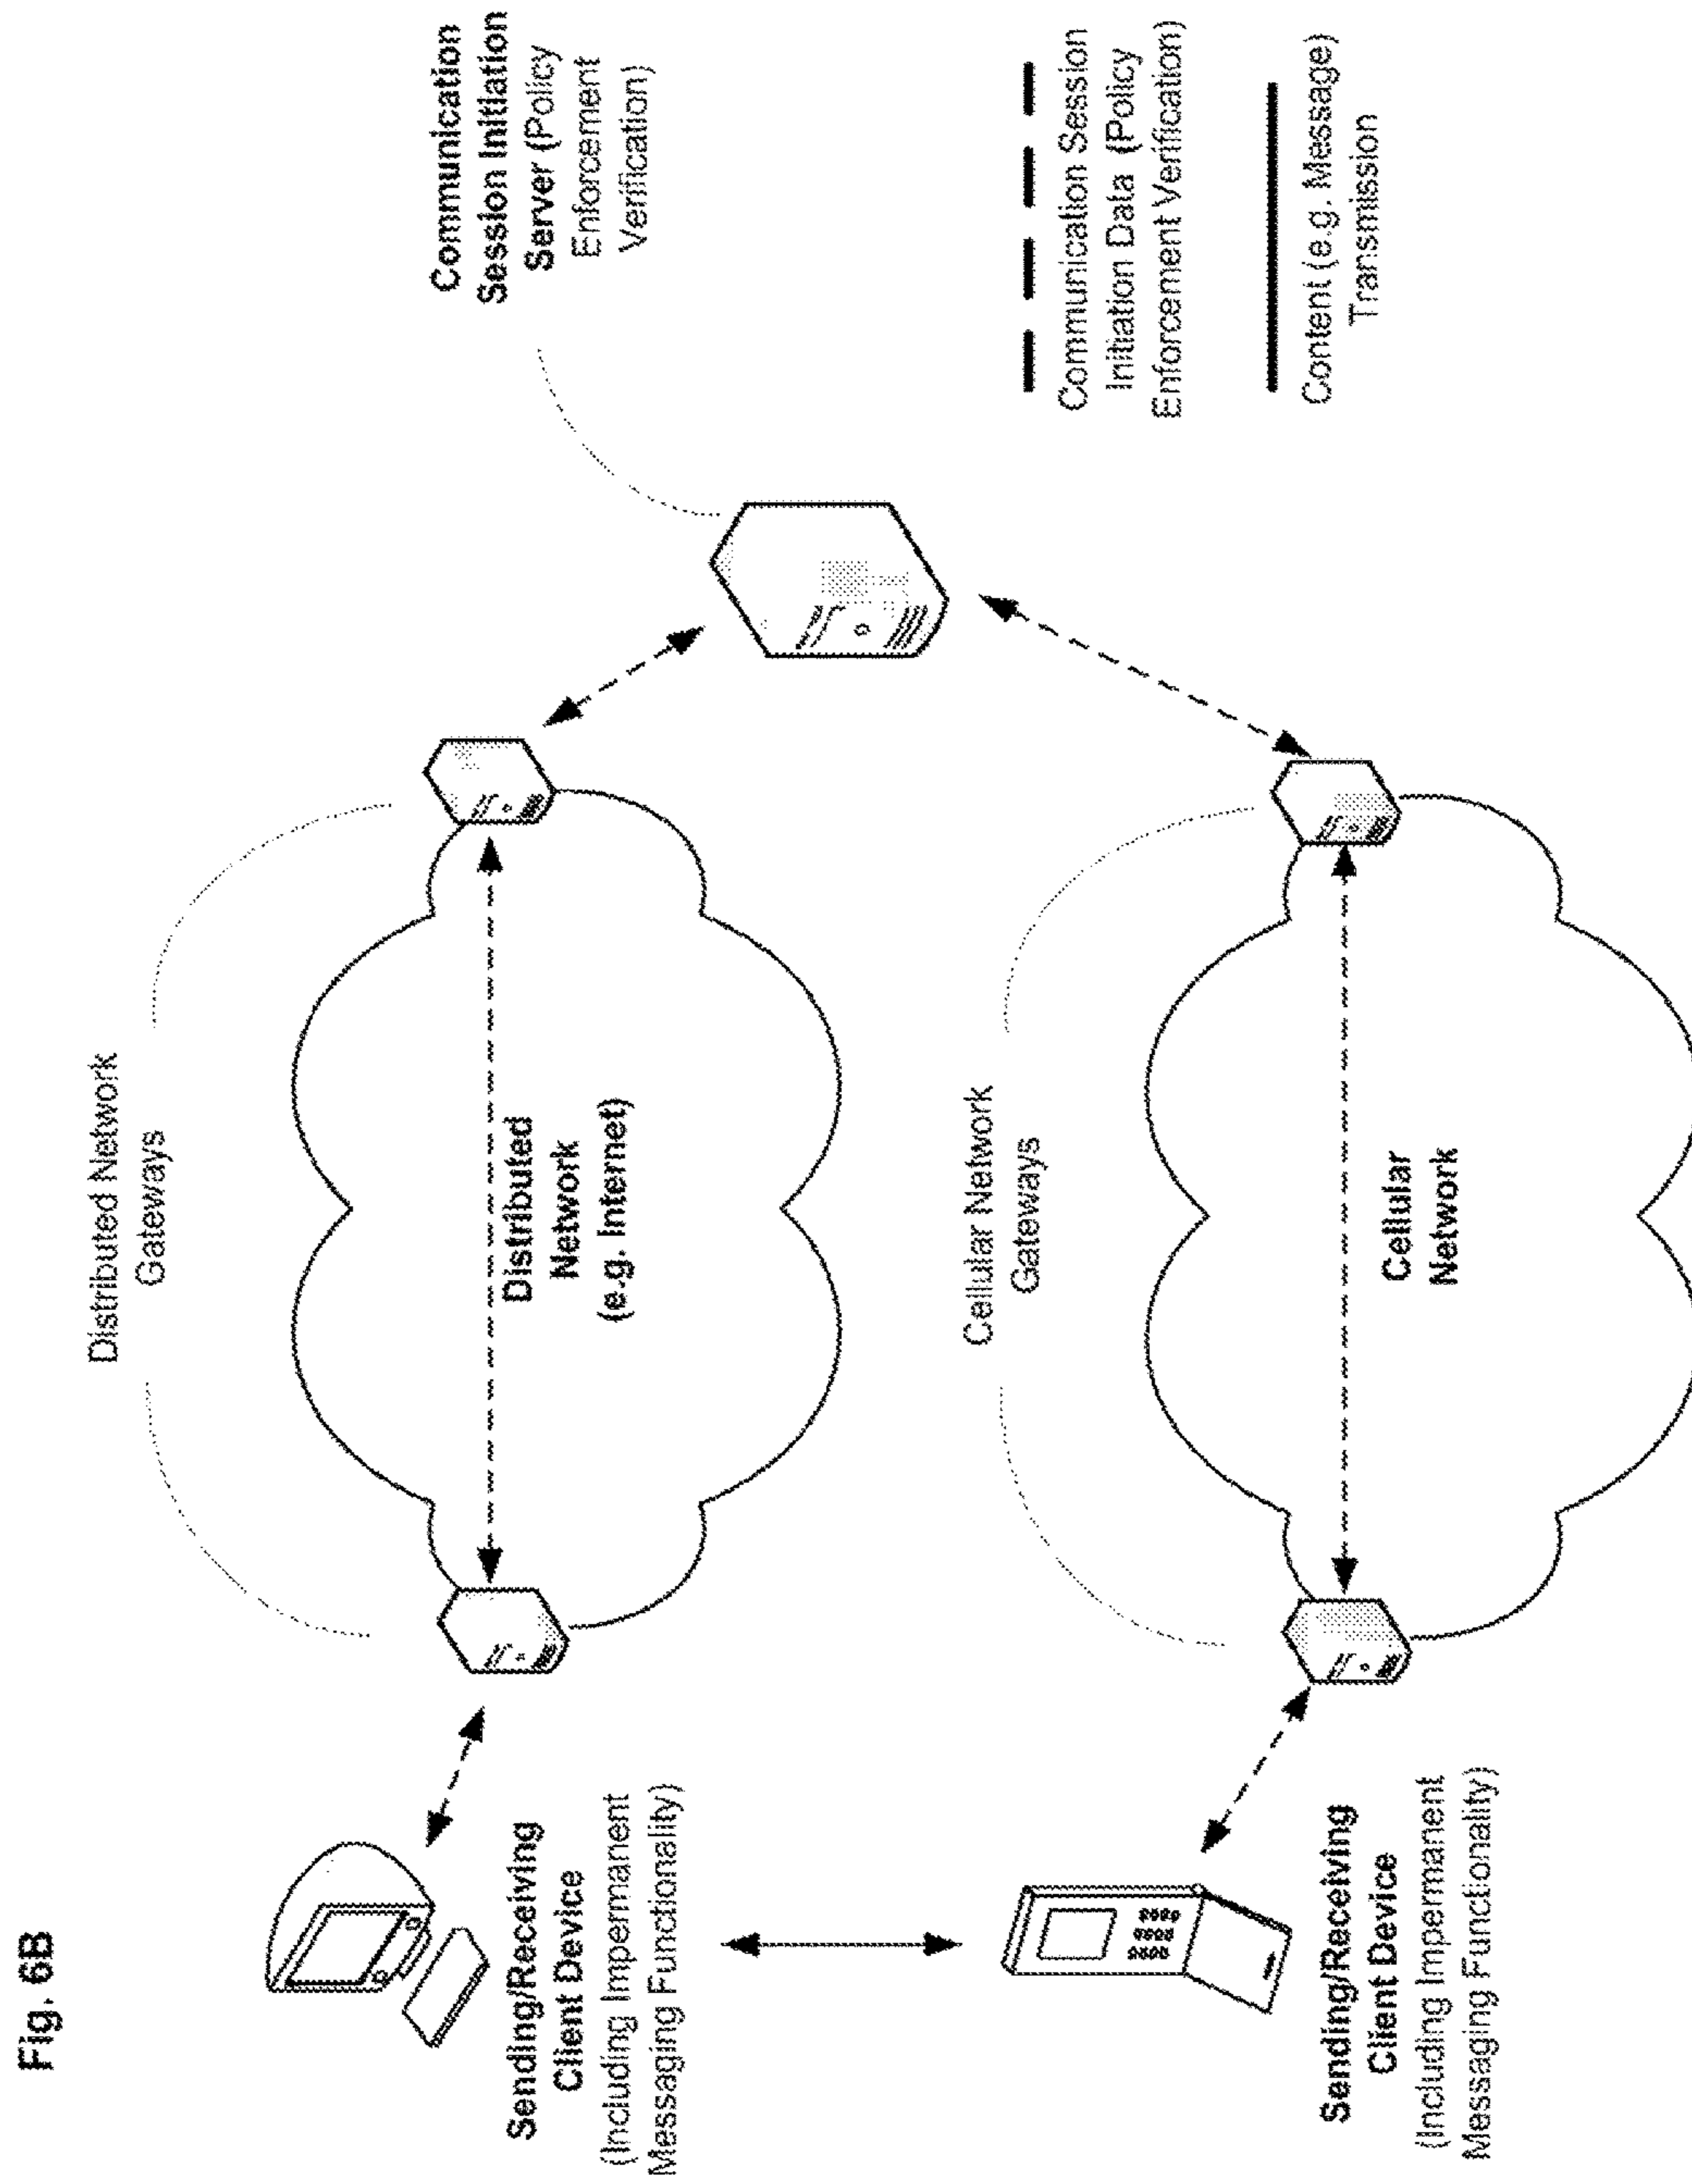 Fig. 6B
Distributed Network
Gateways
Communication
Session Initiation
Server (Policy
Enforcement
Verification)
Distributed
Network
(e.g. Internet)
Sending/Receiving
Client Device
(Including Impermanent
Messaging Functionality)
Cellular Network
Gateways
Cellular
Network
Sending/Receiving
Client Device
(Including Impermanent
Messaging Functionality)
Communication Session
Initiation Data (Policy
Enforcement Verification)
Content (e.g. Message)
Transmission